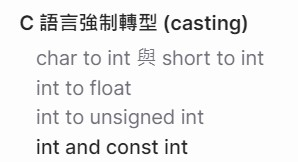 C 語言強制轉型 (casting)
char to int 與 short to int
int to float
int to unsigned int
int and const int